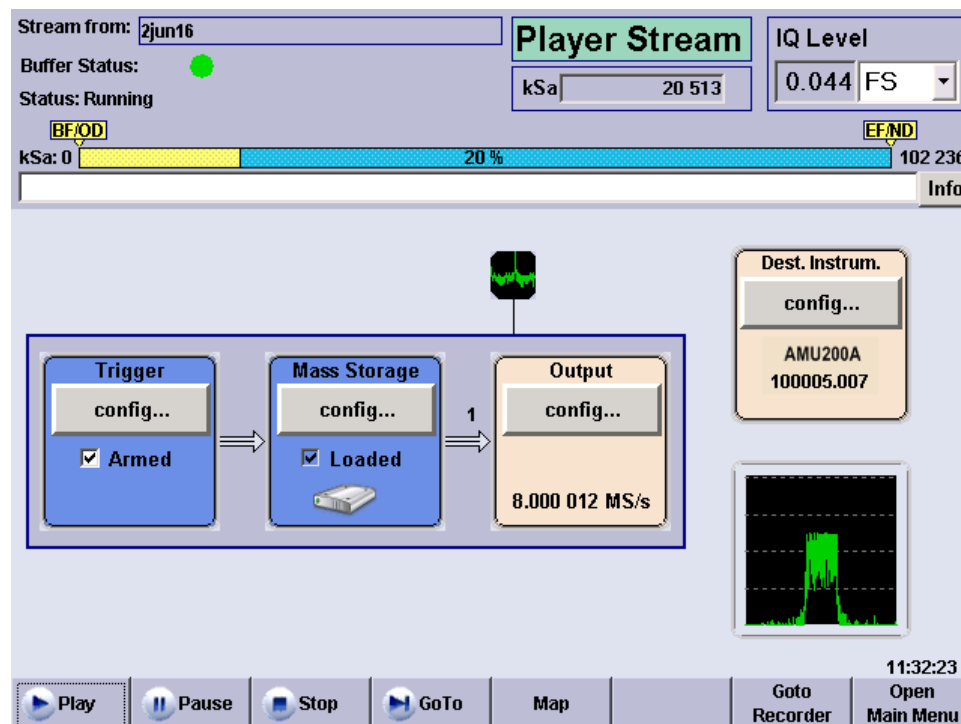 Stream from: 2jun16
Player Stream
IQ Level
Buffer Status:
kSa 20 513
0.044 FS
Status: Running
BF/OD
EF/ND
kSa: 0 20 % 102 236
Info
Dest. Instrum.
config...
AMU200A
100005.007
Trigger
config...
Armed
Mass Storage
config...
Loaded
1
Output
config...
8.000 012 MS/s
11:32:23
Play
Pause
Stop
GoTo
Map
Goto
Recorder
Open
Main Menu